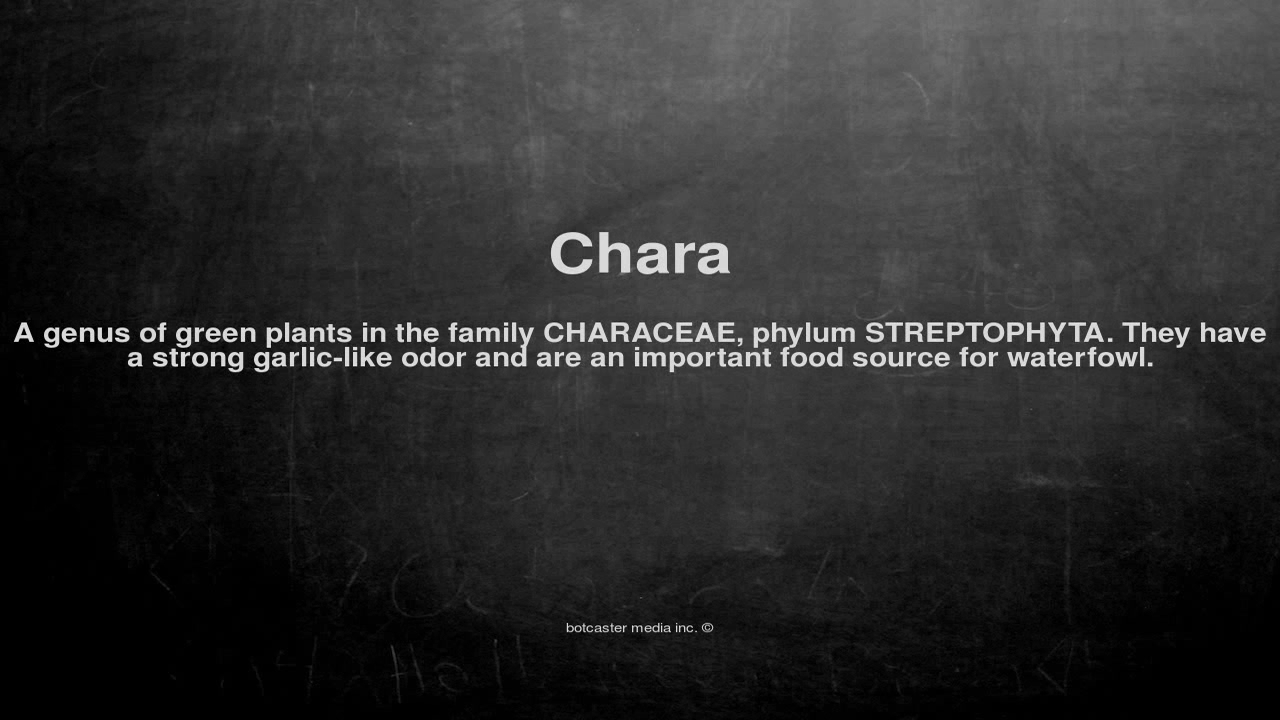 Chara
A genus of green plants in the family CHARACEAE, phylum STREPTOPHYTA. They have
a strong garlic-like odor and are an important food source for waterfowl.
botcaster media inc. ©